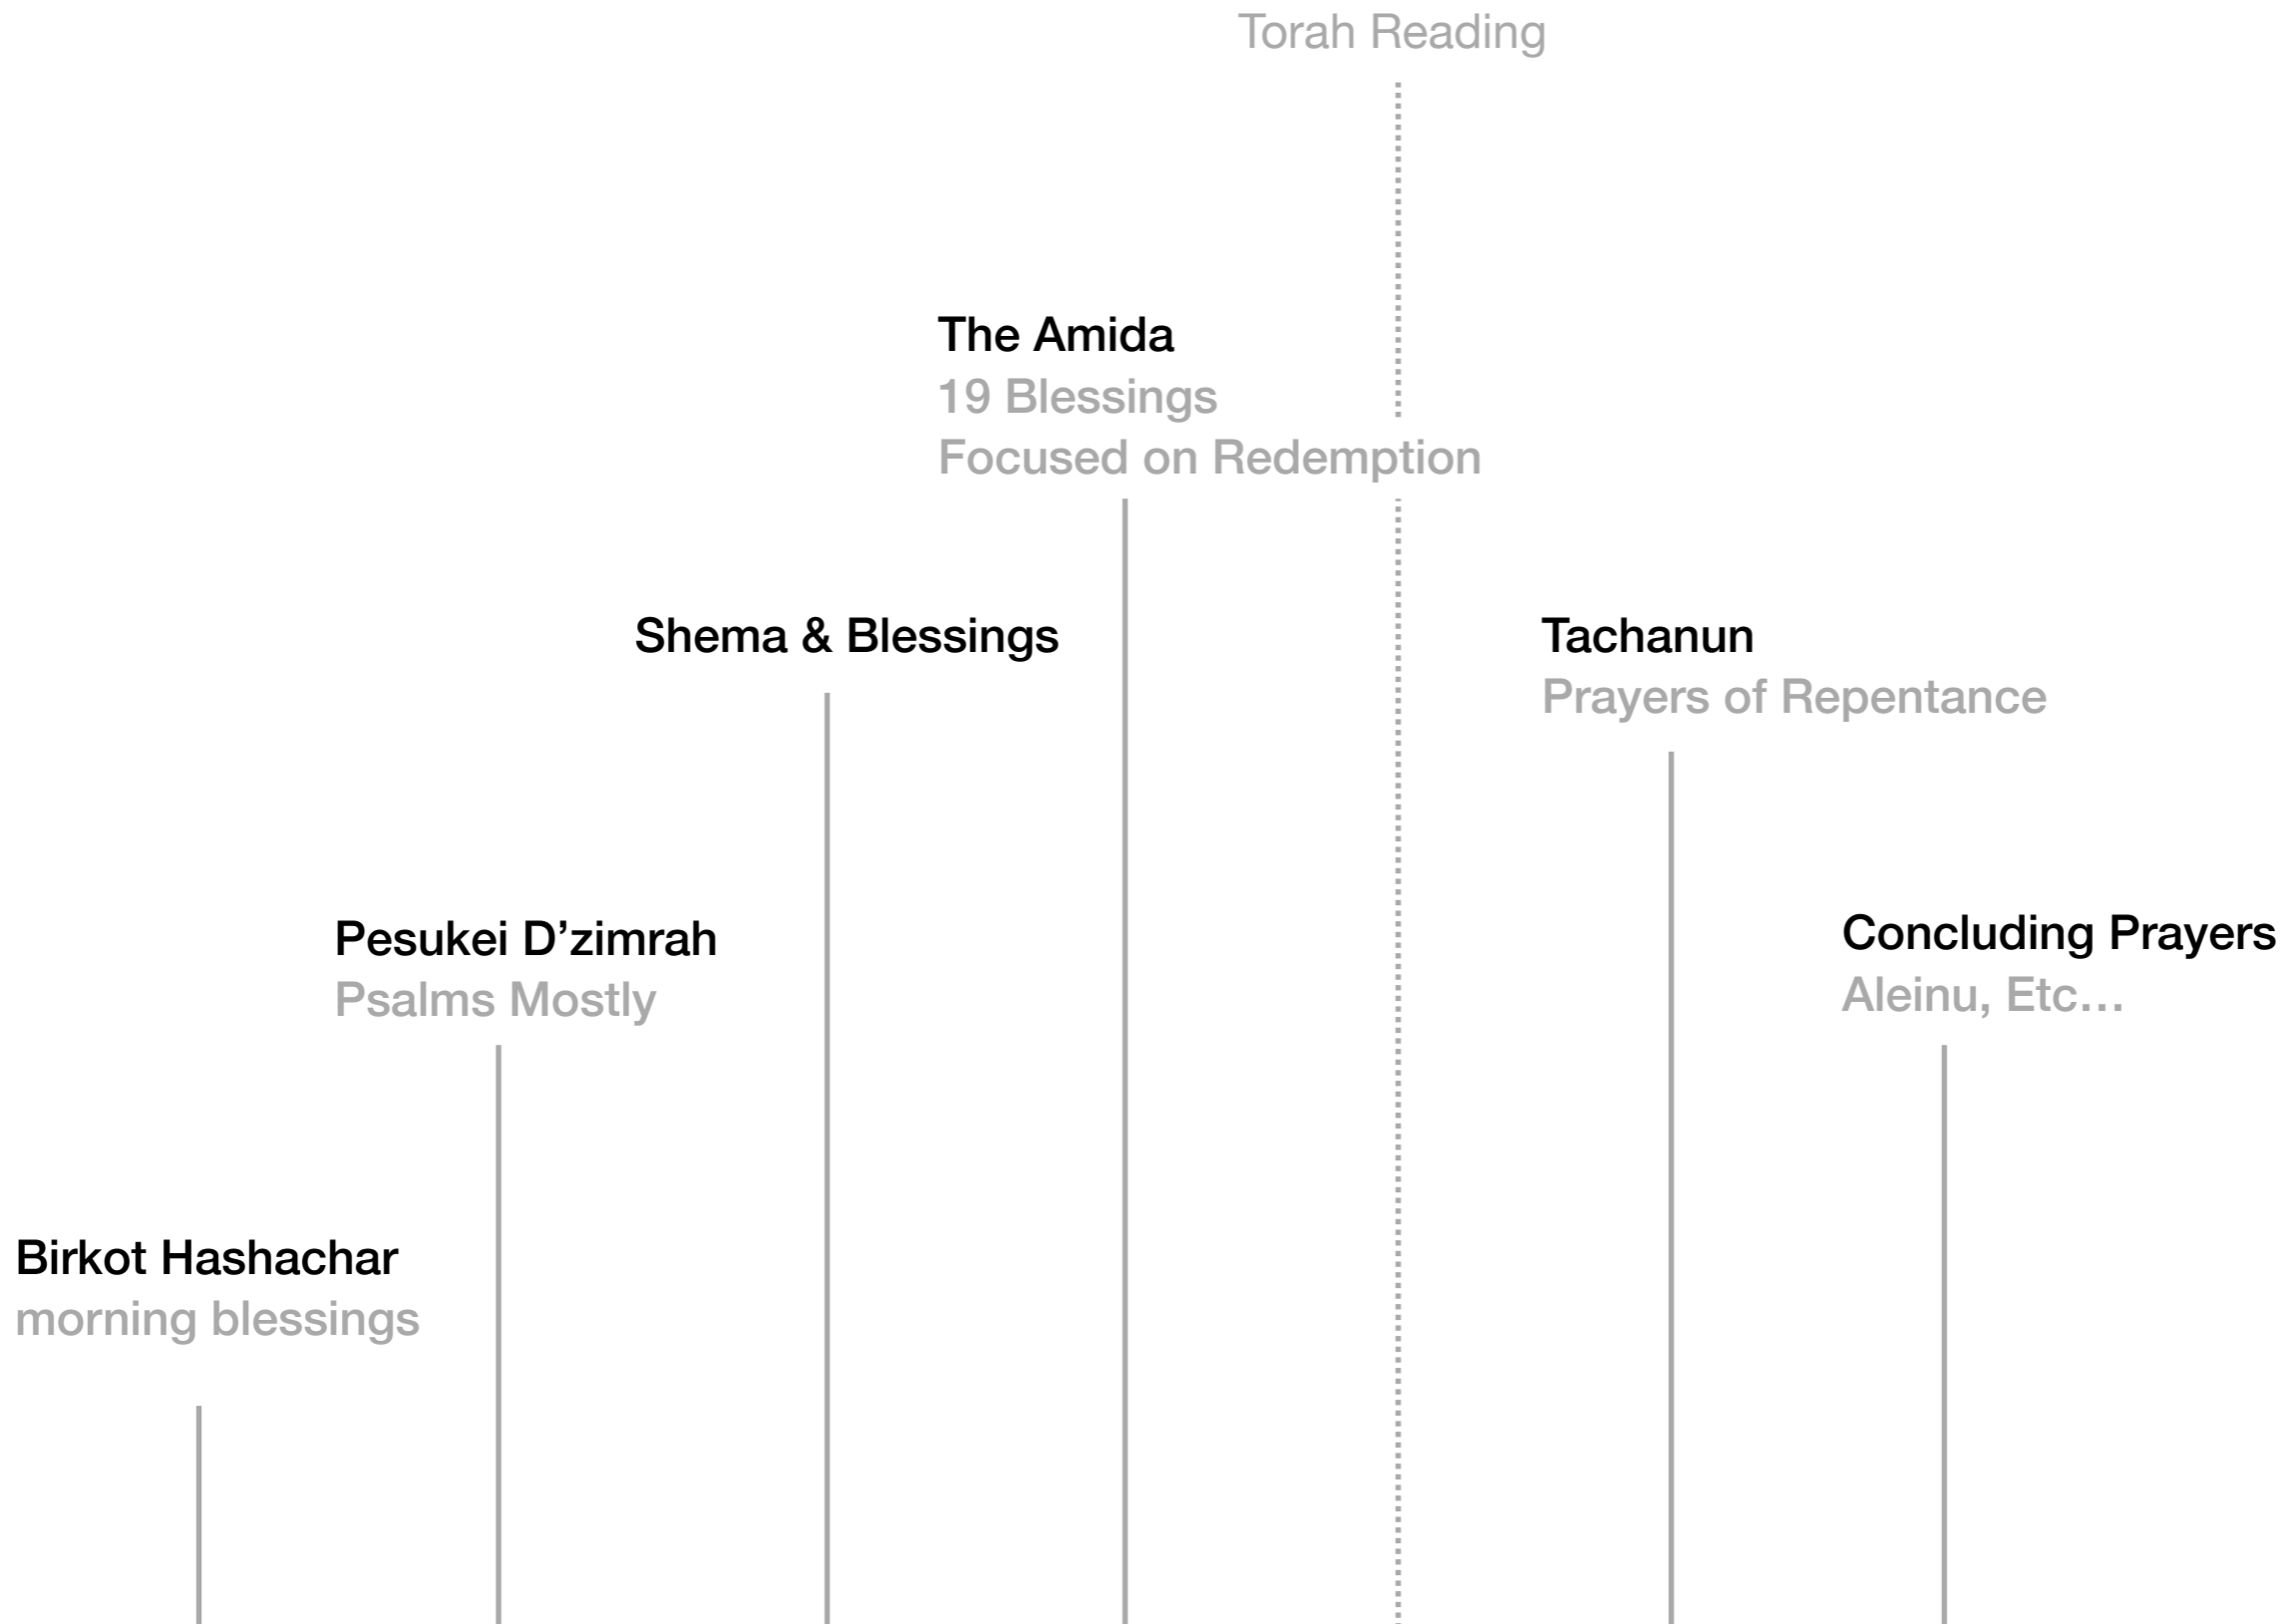 Torah Reading
The Amida
19 Blessings
Focused on Redemption
Shema & Blessings
Tachanun
Prayers of Repentance
Pesukei D’zimrah
Psalms Mostly
Concluding Prayers
Aleinu, Etc…
Birkot Hashachar
morning blessings